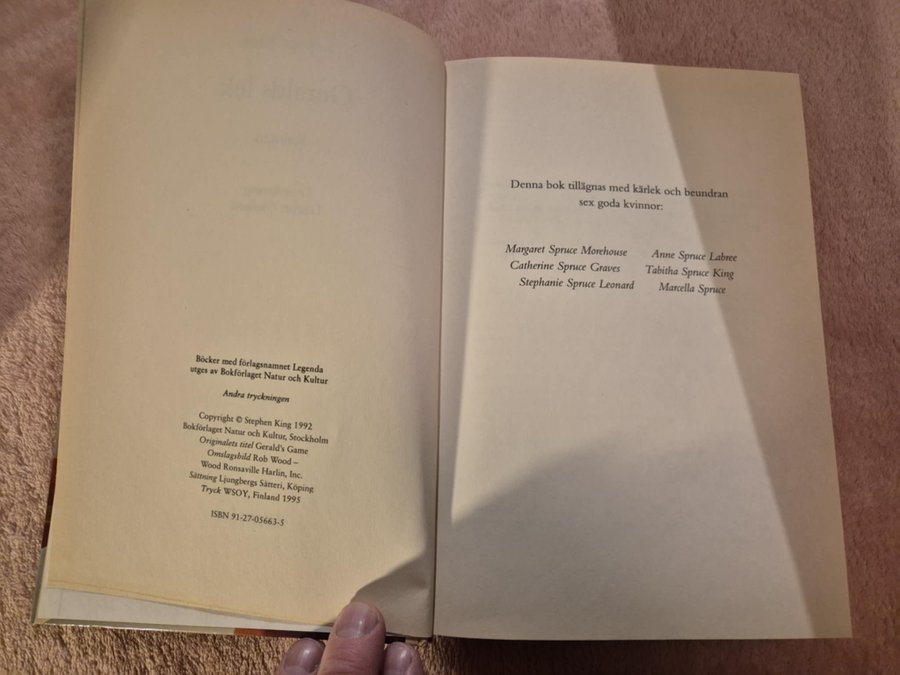 Böcker med förlagsnamnet Legenda
utges av Bokförlaget Natur och Kultur
Andra tryckningen
Copyright © Stephen King 1992
Bokförlaget Natur och Kultur, Stockholm
Originalets titel Gerald's Game
Omslagsbild Rob Wood –
Wood Ronsaville Harlin, Inc.
Sättning Ljungbergs Sätteri, Köping
Tryck WSOY, Finland 1995
ISBN 91-27-05663-5
Denna bok tillägnas med kärlek och beundran
sex goda kvinnor:
Margaret Spruce Morehouse Anne Spruce Labree
Catherine Spruce Graves Tabitha Spruce King
Stephanie Spruce Leonard Marcella Spruce